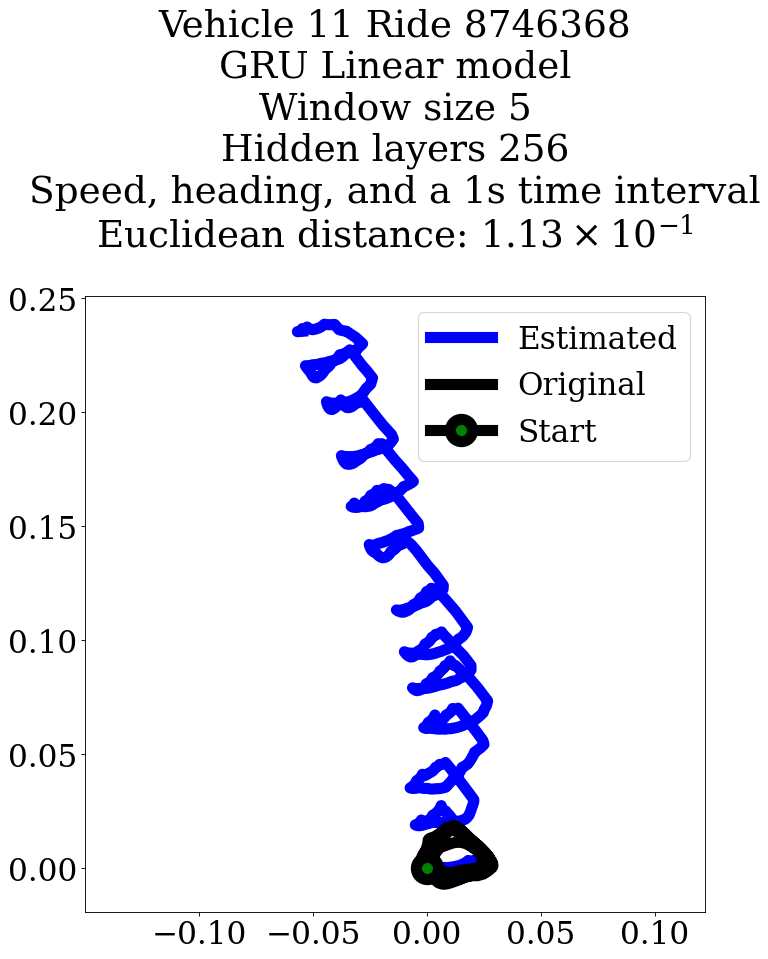 Vehicle 11 Ride 8746368
GRU Linear model
Window size 5
Hidden layers 256
Speed, heading, and a 1s time interval
Euclidean distance: 1.13 × 10⁻¹
0.25
0.20
0.15
0.10
0.05
0.00
Estimated
Original
Start
−0.10 −0.05 0.00 0.05 0.10